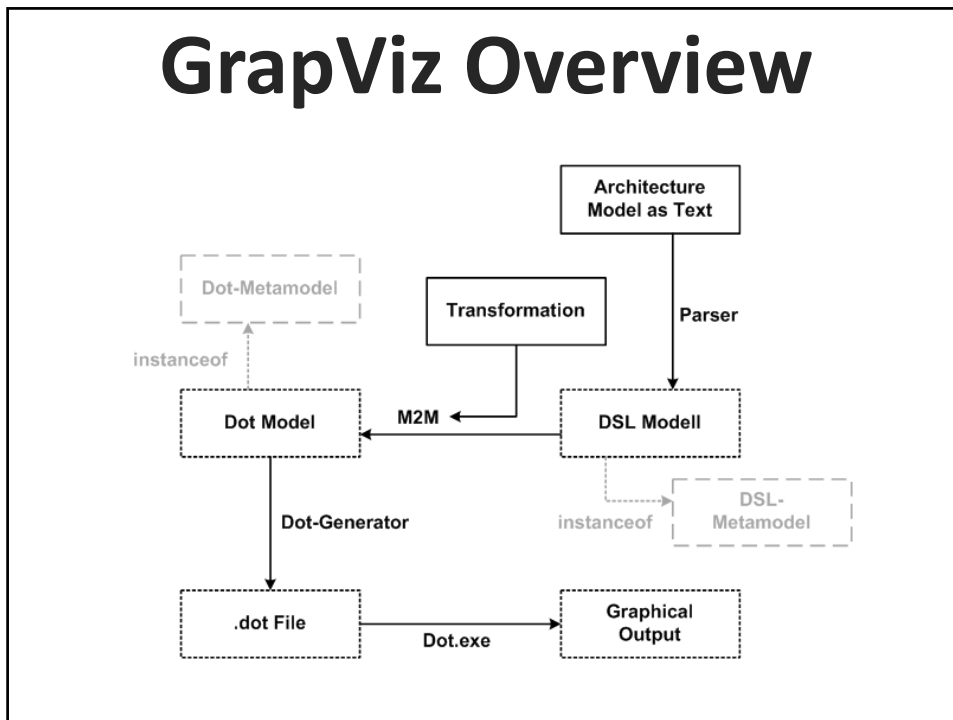 GrapViz Overview
Architecture
Model as Text
Dot-Metamodel
Transformation
Parser
instanceof
Dot Model
M2M
DSL Modell
DSL-
Metamodel
instanceof
Dot-Generator
.dot File
Dot.exe
Graphical
Output